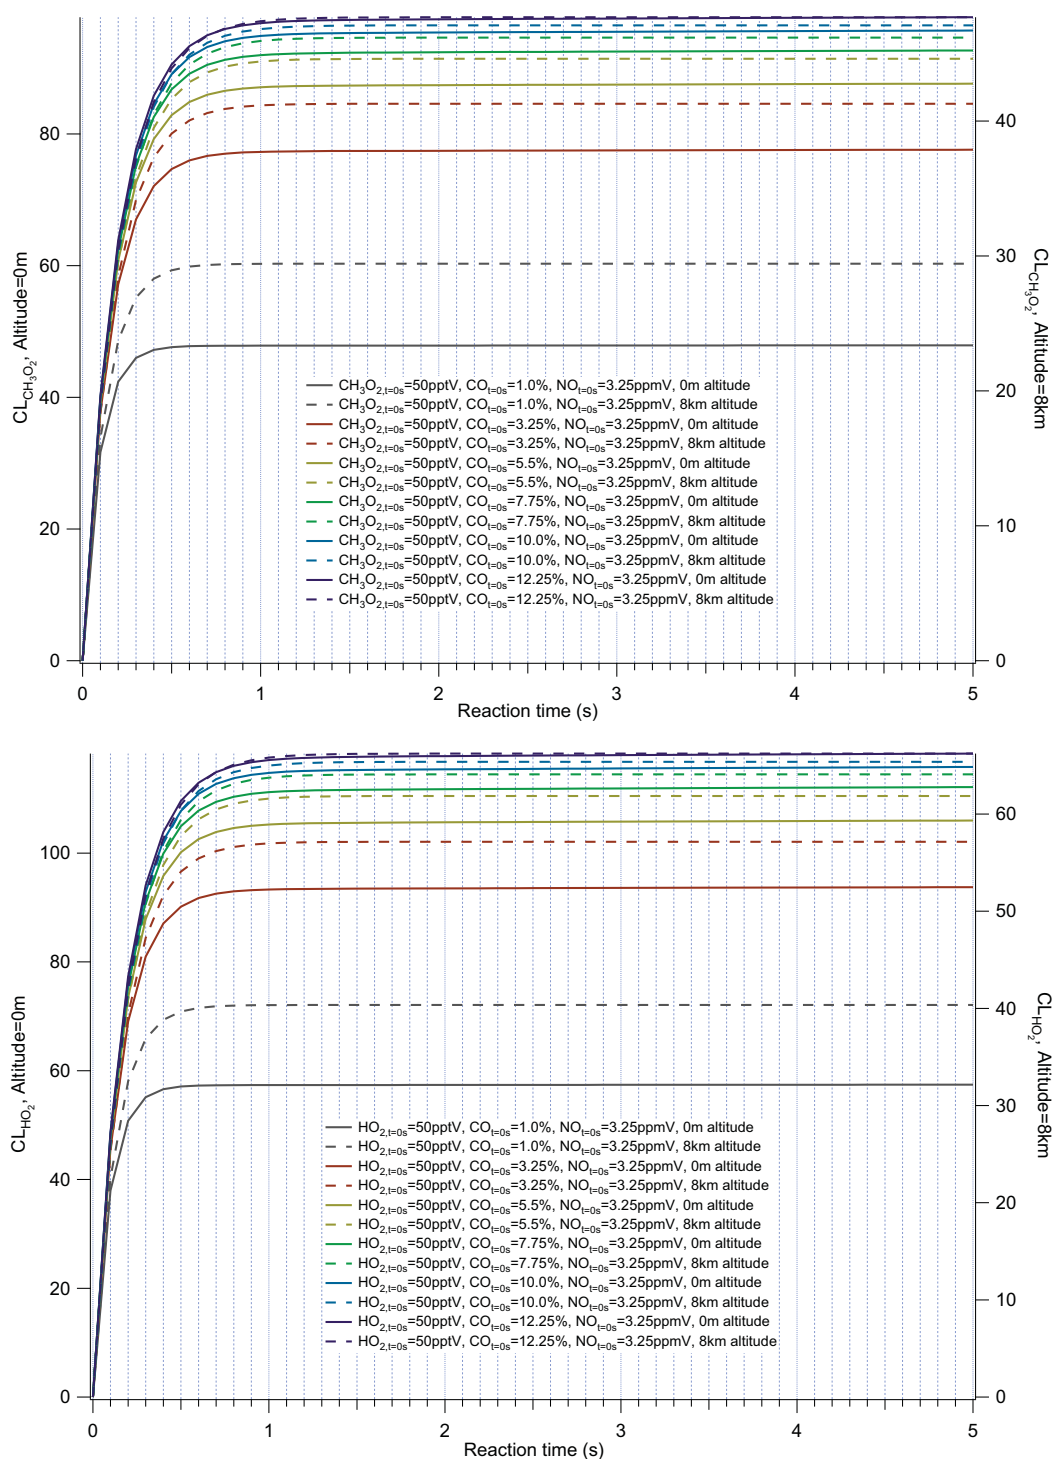 80
60
40
20
0
CL_CH₃O₂, Altitude=0m
40
30
20
10
0
CL_CH₃O₂, Altitude=8km
CH₃O₂,t=0s=50pptV, COt=0s=1.0%, NOt=0s=3.25ppmV, 0m altitude
CH₃O₂,t=0s=50pptV, COt=0s=1.0%, NOt=0s=3.25ppmV, 8km altitude
CH₃O₂,t=0s=50pptV, COt=0s=3.25%, NOt=0s=3.25ppmV, 0m altitude
CH₃O₂,t=0s=50pptV, COt=0s=3.25%, NOt=0s=3.25ppmV, 8km altitude
CH₃O₂,t=0s=50pptV, COt=0s=5.5%, NOt=0s=3.25ppmV, 0m altitude
CH₃O₂,t=0s=50pptV, COt=0s=5.5%, NOt=0s=3.25ppmV, 8km altitude
CH₃O₂,t=0s=50pptV, COt=0s=7.75%, NOt=0s=3.25ppmV, 0m altitude
CH₃O₂,t=0s=50pptV, COt=0s=7.75%, NOt=0s=3.25ppmV, 8km altitude
CH₃O₂,t=0s=50pptV, COt=0s=10.0%, NOt=0s=3.25ppmV, 0m altitude
CH₃O₂,t=0s=50pptV, COt=0s=10.0%, NOt=0s=3.25ppmV, 8km altitude
CH₃O₂,t=0s=50pptV, COt=0s=12.25%, NOt=0s=3.25ppmV, 0m altitude
CH₃O₂,t=0s=50pptV, COt=0s=12.25%, NOt=0s=3.25ppmV, 8km altitude
0 1 2 3 4 5
Reaction time (s)
100
80
60
40
20
0
CL_HO₂, Altitude=0m
60
50
40
30
20
10
0
CL_HO₂, Altitude=8km
HO₂,t=0s=50pptV, COt=0s=1.0%, NOt=0s=3.25ppmV, 0m altitude
HO₂,t=0s=50pptV, COt=0s=1.0%, NOt=0s=3.25ppmV, 8km altitude
HO₂,t=0s=50pptV, COt=0s=3.25%, NOt=0s=3.25ppmV, 0m altitude
HO₂,t=0s=50pptV, COt=0s=3.25%, NOt=0s=3.25ppmV, 8km altitude
HO₂,t=0s=50pptV, COt=0s=5.5%, NOt=0s=3.25ppmV, 0m altitude
HO₂,t=0s=50pptV, COt=0s=5.5%, NOt=0s=3.25ppmV, 8km altitude
HO₂,t=0s=50pptV, COt=0s=7.75%, NOt=0s=3.25ppmV, 0m altitude
HO₂,t=0s=50pptV, COt=0s=7.75%, NOt=0s=3.25ppmV, 8km altitude
HO₂,t=0s=50pptV, COt=0s=10.0%, NOt=0s=3.25ppmV, 0m altitude
HO₂,t=0s=50pptV, COt=0s=10.0%, NOt=0s=3.25ppmV, 8km altitude
HO₂,t=0s=50pptV, COt=0s=12.25%, NOt=0s=3.25ppmV, 0m altitude
HO₂,t=0s=50pptV, COt=0s=12.25%, NOt=0s=3.25ppmV, 8km altitude
0 1 2 3 4 5
Reaction time (s)